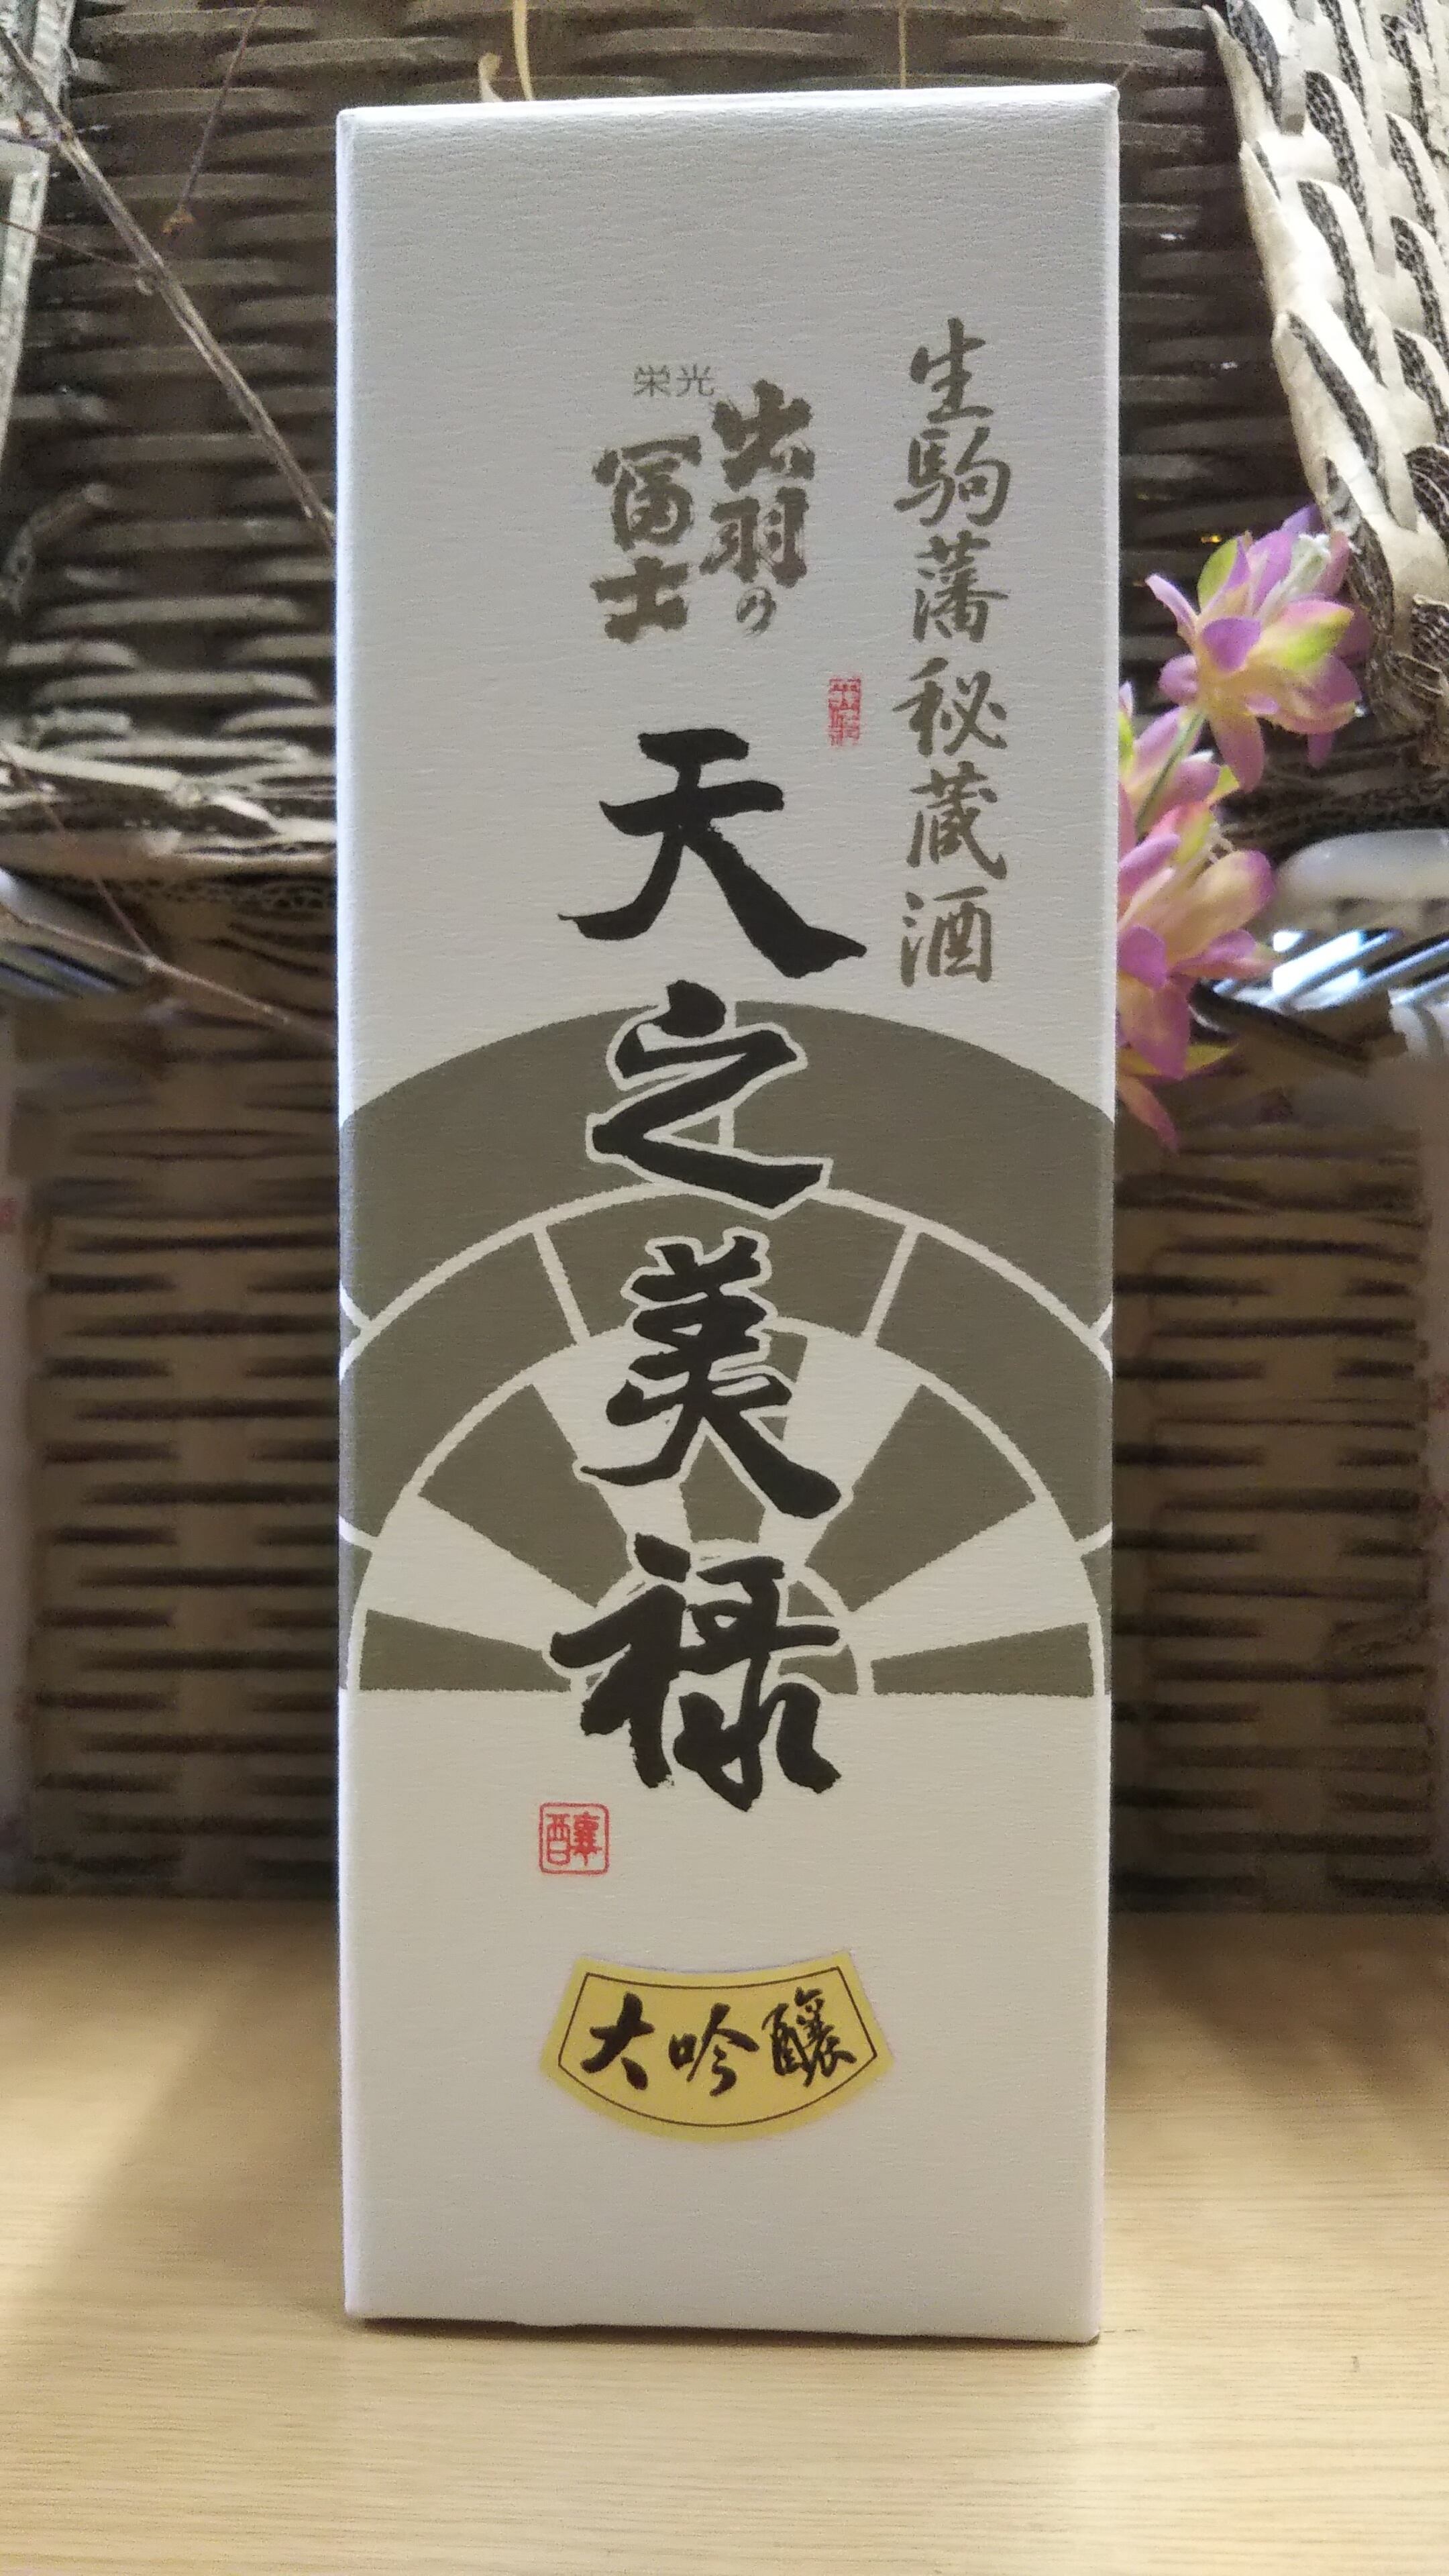 生駒藩秘蔵酒
栄光
出羽の
冨士
天之美禄
醸
大吟醸